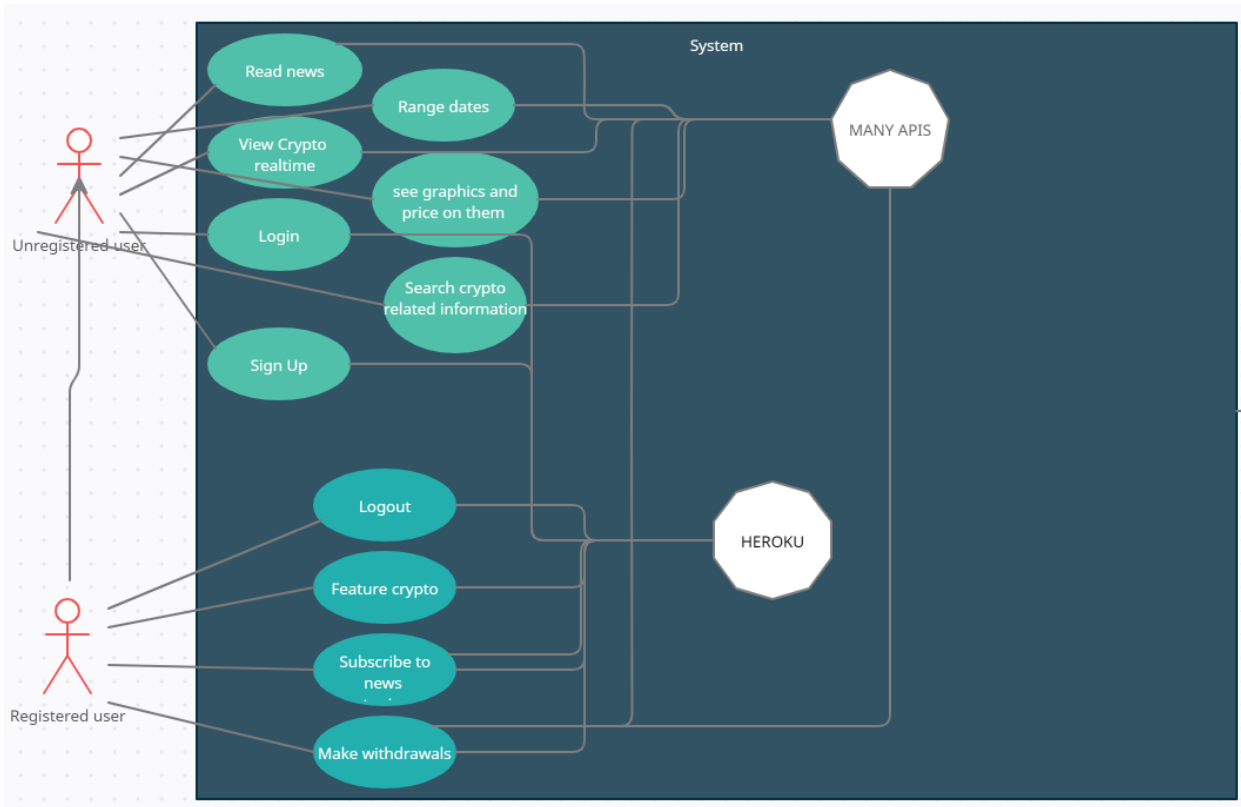 System
Read news
Range dates
MANY APIS
View Crypto
realtime
see graphics and
price on them
Login
Unregistered user
Search crypto
related information
Sign Up
Logout
HEROKU
Feature crypto
Subscribe to
news
Registered user
Make withdrawals